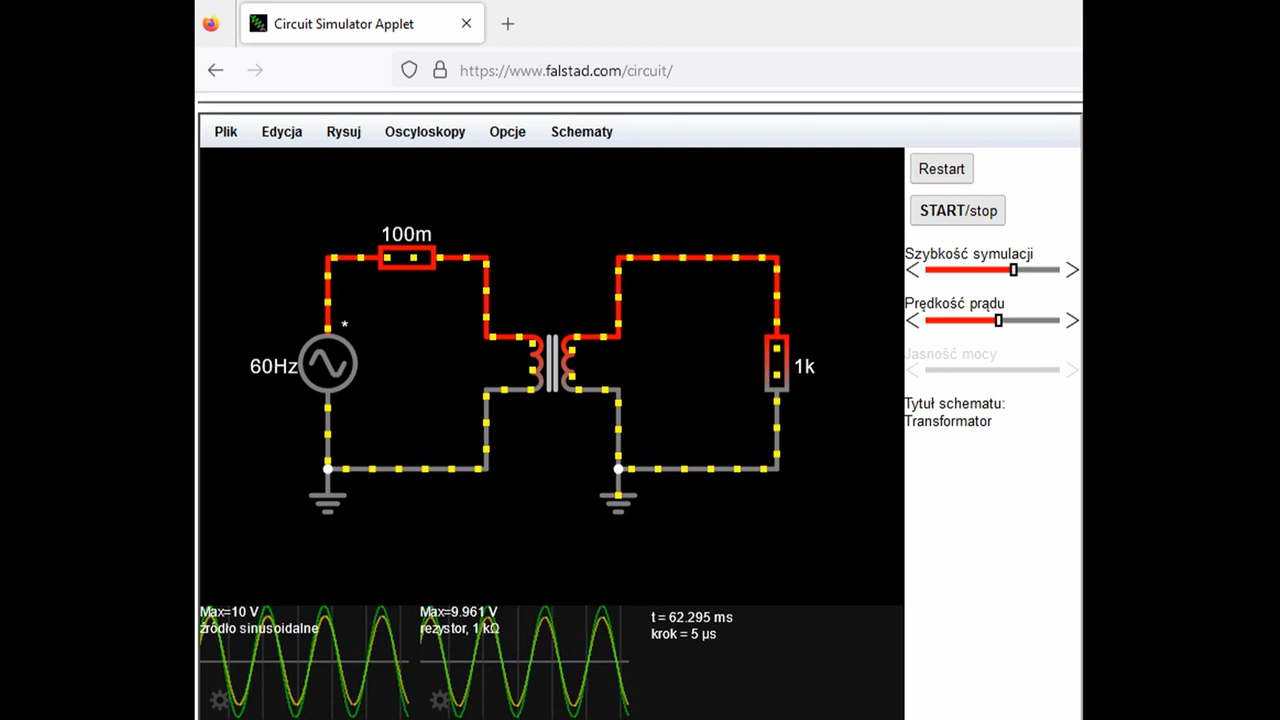 Circuit Simulator Applet
https://www.falstad.com/circuit/
Plik Edycja Rysuj Oscyloskopy Opcje Schematy
Restart
START/stop
Szybkość symulacji
Prędkość prądu
Jasność mocy
Tytuł schematu:
Transformator
100m
*
60Hz
1k
Max=10 V
źródło sinusoidalne
Max=9.961 V
rezystor, 1 kΩ
t = 62.295 ms
krok = 5 µs